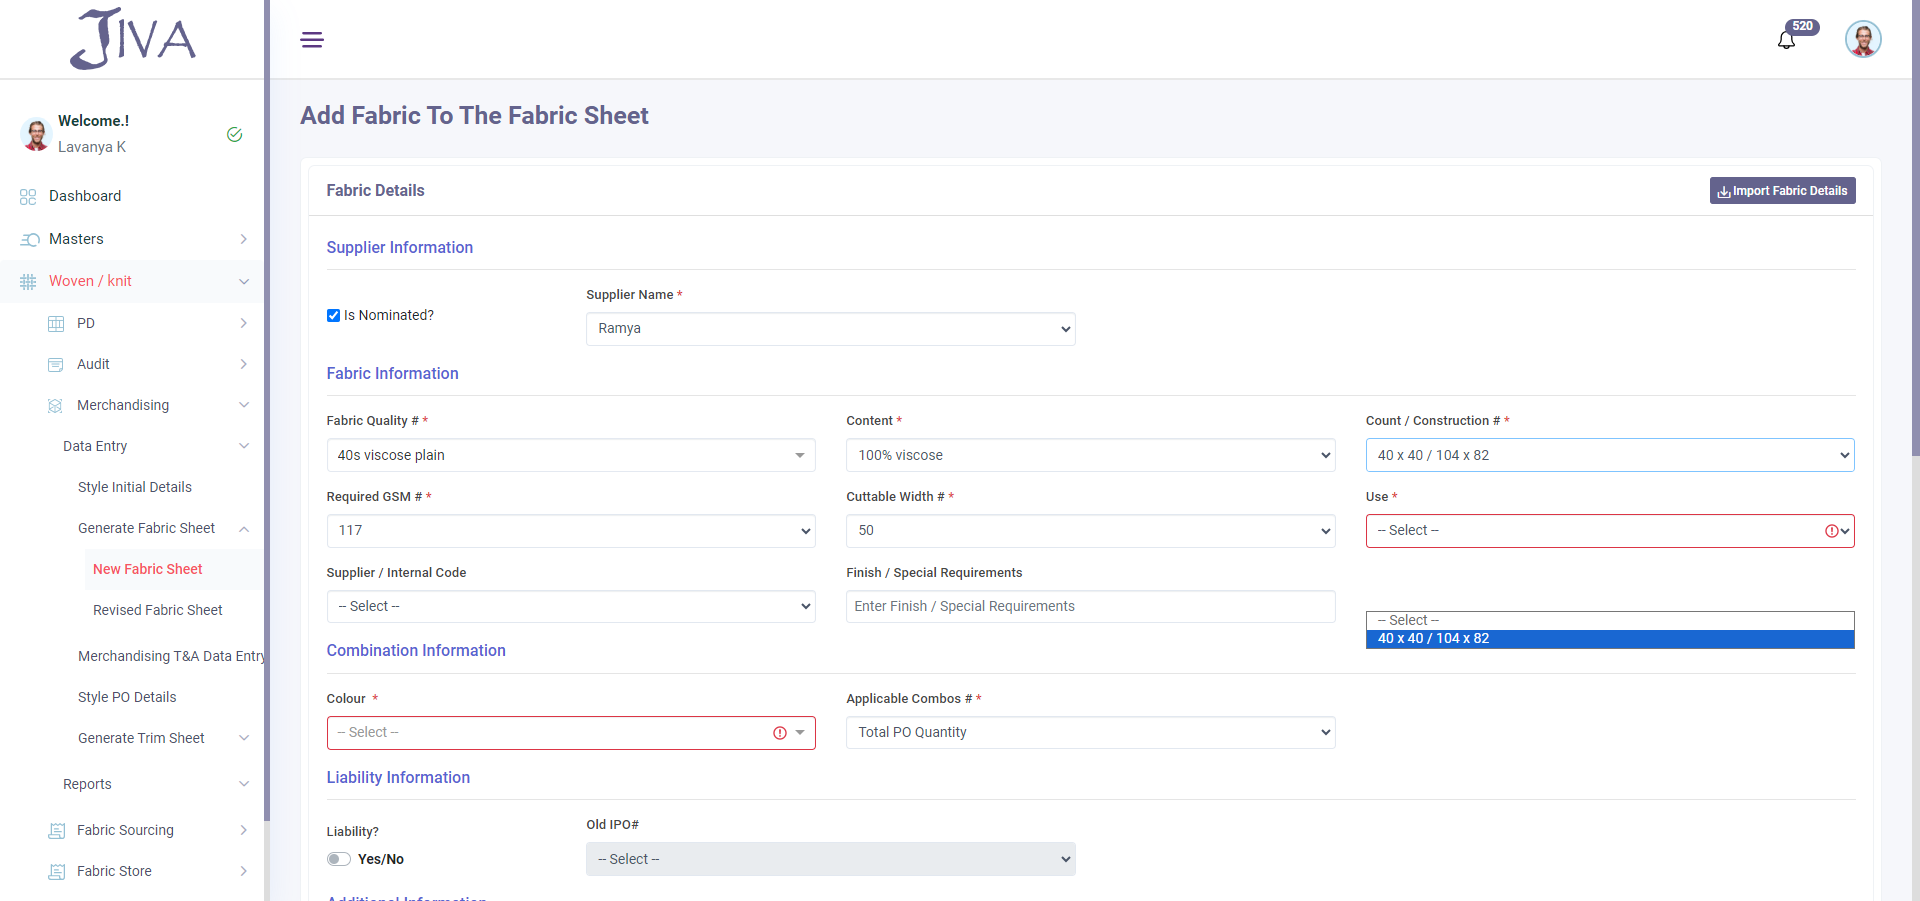 JIVA
520
Welcome.!
Lavanya K
Dashboard
Masters
Woven / knit
PD
Audit
Merchandising
Data Entry
Style Initial Details
Generate Fabric Sheet
New Fabric Sheet
Revised Fabric Sheet
Merchandising T&A Data Entry
Style PO Details
Generate Trim Sheet
Reports
Fabric Sourcing
Fabric Store
Add Fabric To The Fabric Sheet
Fabric Details
Import Fabric Details
Supplier Information
Is Nominated?
Supplier Name *
Ramya
Fabric Information
Fabric Quality # * Content * Count / Construction # *
40s viscose plain 100% viscose 40 x 40 / 104 x 82
Required GSM # * Cuttable Width # * Use *
117 50 -- Select --
Supplier / Internal Code Finish / Special Requirements
-- Select -- Enter Finish / Special Requirements
-- Select --
40 x 40 / 104 x 82
Combination Information
Colour * Applicable Combos # *
-- Select -- Total PO Quantity
Liability Information
Liability? Old IPO#
Yes/No -- Select --
Additional Information